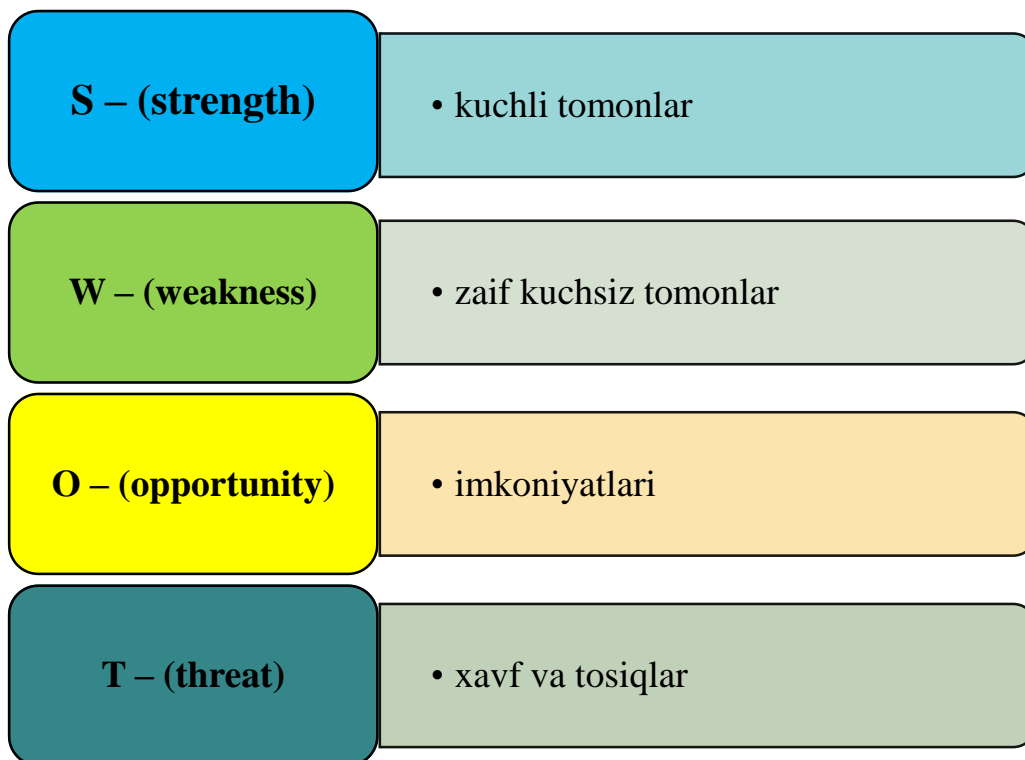 S – (strength)
• kuchli tomonlar
W – (weakness)
• zaif kuchsiz tomonlar
O – (opportunity)
• imkoniyatlari
T – (threat)
• xavf va tosiqlar